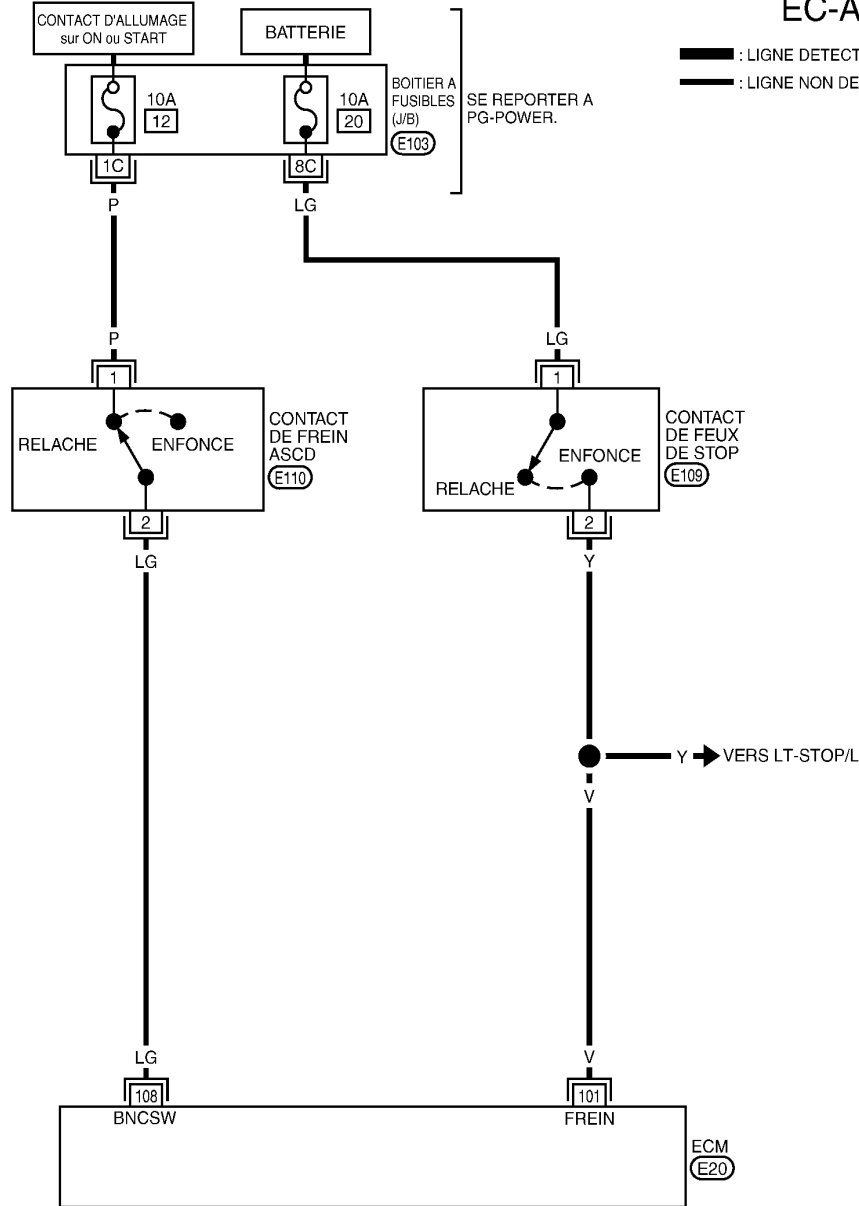 EC-A
CONTACT D'ALLUMAGE
sur ON ou START
BATTERIE
: LIGNE DETECT
: LIGNE NON DE
10A
12
10A
20
BOITIER A
FUSIBLES
(J/B)
E103
SE REPORTER A
PG-POWER.
1C
8C
P
LG
P
LG
1
1
RELACHE
ENFONCE
CONTACT
DE FREIN
ASCD
E110
RELACHE
ENFONCE
CONTACT
DE FEUX
DE STOP
E109
2
2
LG
Y
Y
VERS LT-STOP/L
V
LG
V
108
101
BNCSW
FREIN
ECM
E20